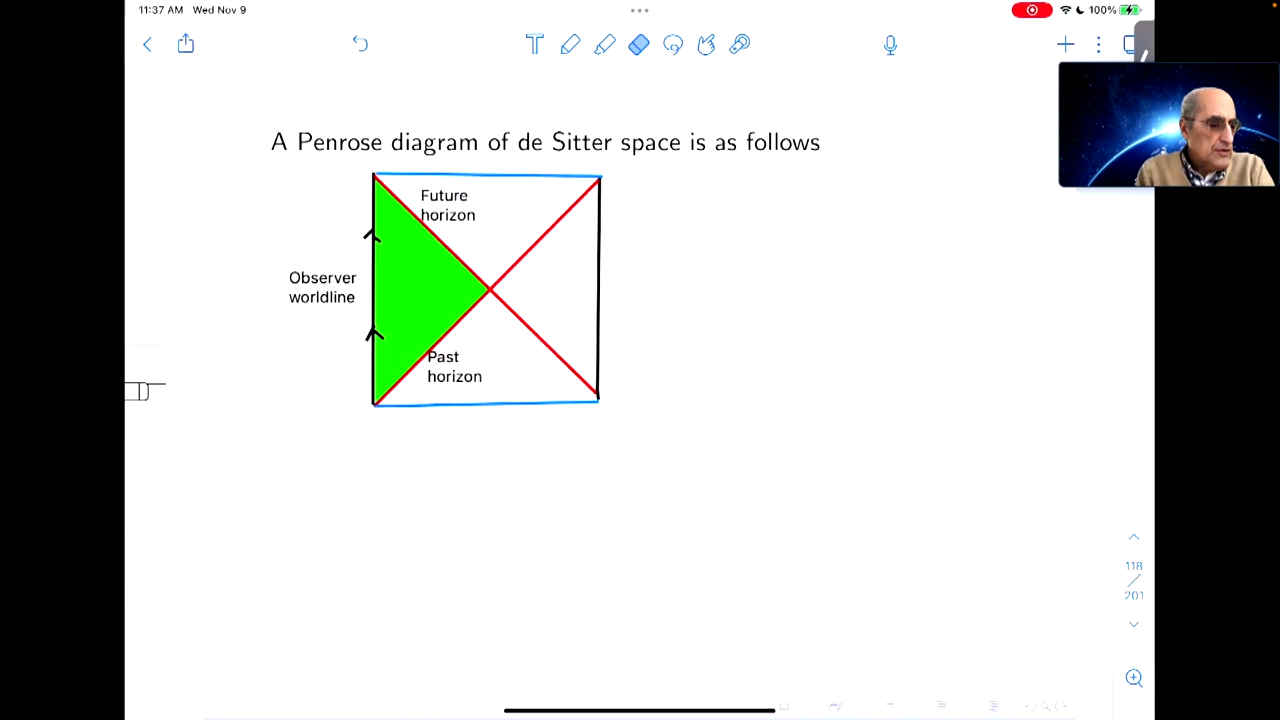 11:37 AM Wed Nov 9
100%
T
A Penrose diagram of de Sitter space is as follows
Future
horizon
Observer
worldline
Past
horizon
118
201